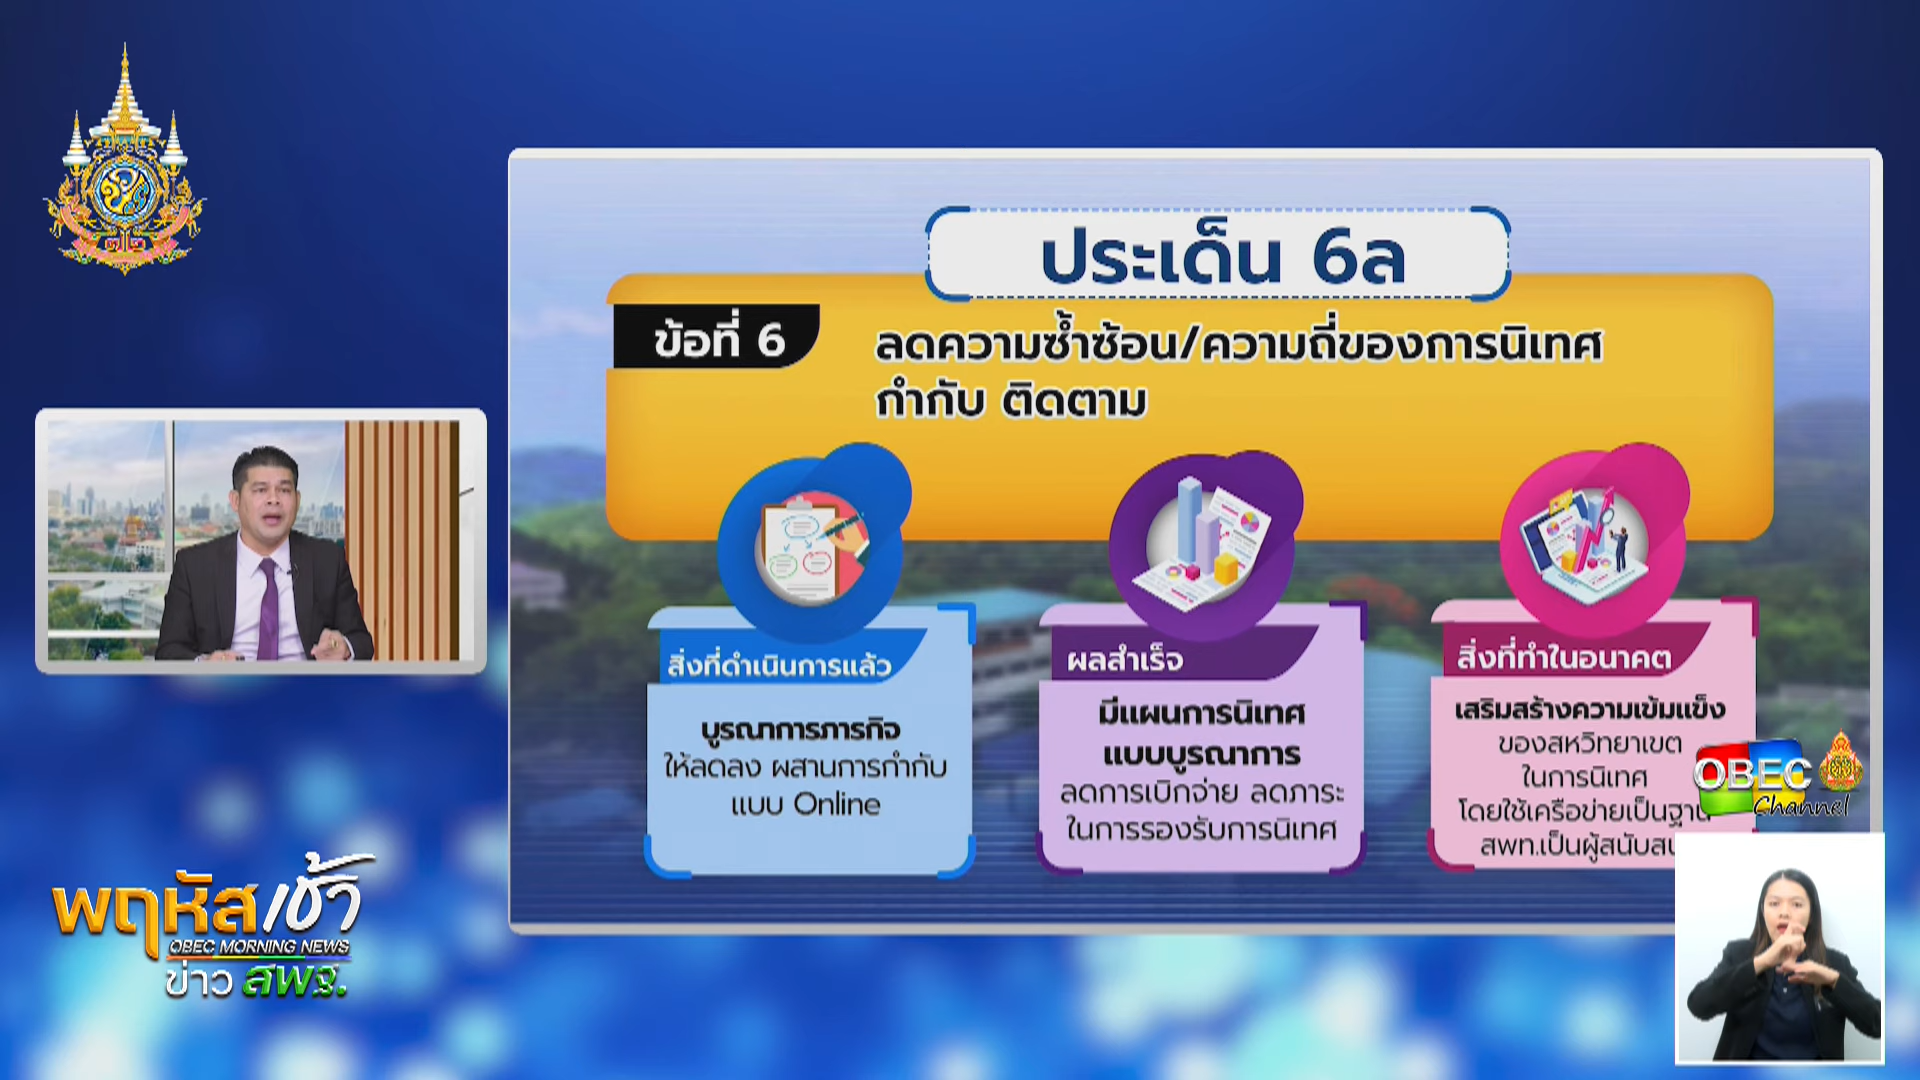 ประเด็น 6ล
ข้อที่ 6
ลดความซ้ำซ้อน/ความถี่ของการนิเทศ
กำกับ ติดตาม
สิ่งที่ดำเนินการแล้ว
บูรณาการภารกิจ
ให้ลดลง ผสานการกำกับ
แบบ Online
ผลสำเร็จ
มีแผนการนิเทศ
แบบบูรณาการ
ลดการเบิกจ่าย ลดภาระ
ในการรองรับการนิเทศ
สิ่งที่ทำในอนาคต
เสริมสร้างความเข้มแข็ง
ของสหวิทยาเขต
ในการนิเทศ
โดยใช้เครือข่ายเป็นฐาน
สพท.เป็นผู้สนับส
OBEC
Channel
พฤหัสเช้า
OBEC MORNING NEWS
ข่าว สพฐ.
๗๒